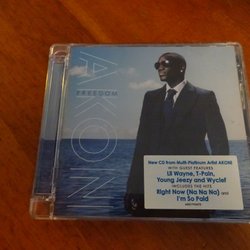 AKON
FREEDOM
New CD from Multi-Platinum Artist AKON!
WITH GUEST FEATURES
Lil Wayne, T-Pain,
Young Jeezy and Wyclef
INCLUDES THE HITS
Right Now (Na Na Na) and
I'm So Paid